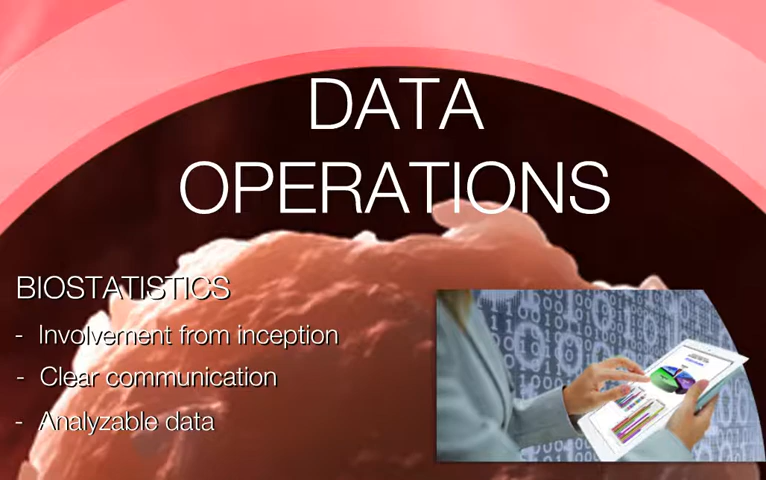 DATA
OPERATIONS
BIOSTATISTICS
- Involvement from inception
- Clear communication
- Analyzable data